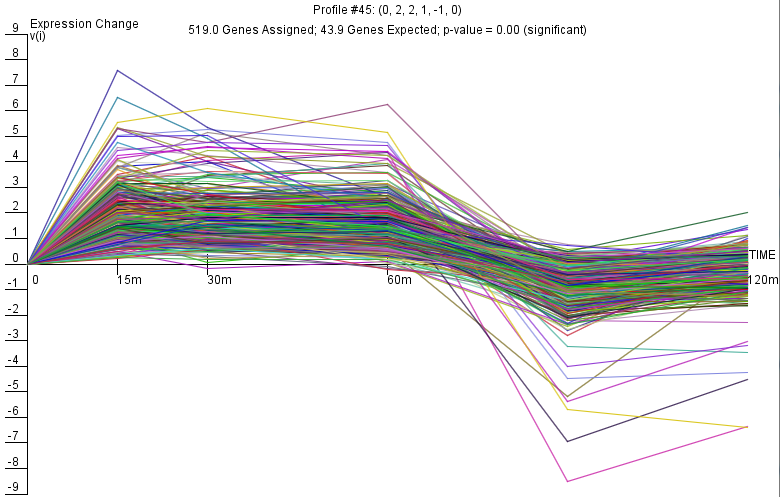 Profile #45: (0, 2, 2, 1, -1, 0)
519.0 Genes Assigned; 43.9 Genes Expected; p-value = 0.00 (significant)
Expression Change
v(i)
9
8
7
6
5
4
3
2
1
0
-1
-2
-3
-4
-5
-6
-7
-8
-9
TIME
0
15m
30m
60m
120m